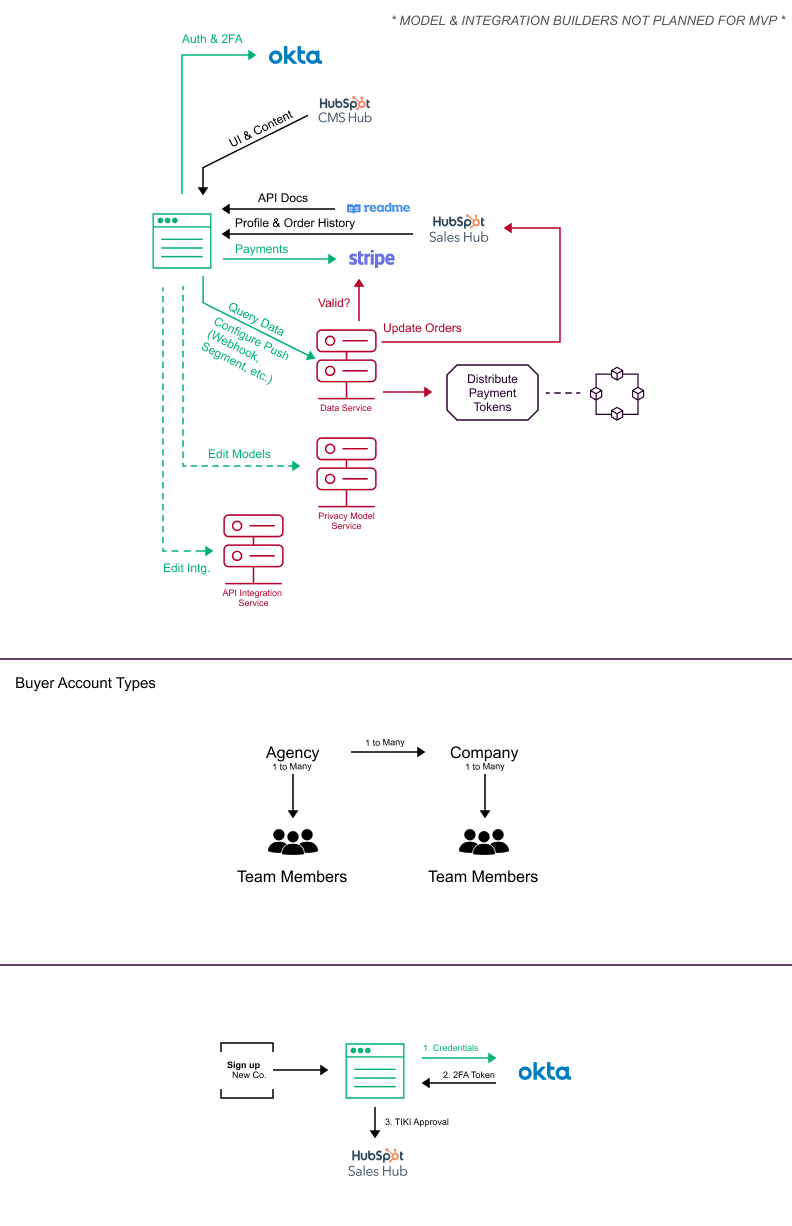 * MODEL & INTEGRATION BUILDERS NOT PLANNED FOR MVP *
Auth & 2FA
okta
HubSpot
CMS Hub
UI & Content
API Docs
readme
Profile & Order History
HubSpot
Sales Hub
Payments
stripe
Valid?
Query Data
Configure Push
(Webhook,
Segment, etc.)
Update Orders
Data Service
Distribute
Payment
Tokens
Edit Models
Privacy Model
Service
Edit Intg.
API Integration
Service
Buyer Account Types
Agency
1 to Many
1 to Many
Company
1 to Many
Team Members
Team Members
Sign up
New Co.
1. Credentials
2. 2FA Token
okta
3. TIKI Approval
HubSpot
Sales Hub